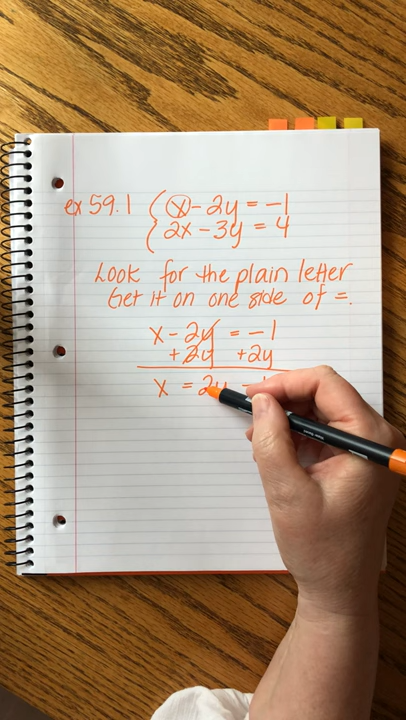 ex 59.1 { x - 2y = -1
2x - 3y = 4
Look for the plain letter
Get it on one side of =.
x - 2y = -1
+ 2y +2y
x = 2y -